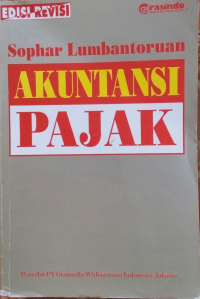 EDISI REVISI
Grasindo
Sophar Lumbantoruan
AKUNTANSI
PAJAK
Penerbit PT Gramedia Widiasarana Indonesia, Jakarta